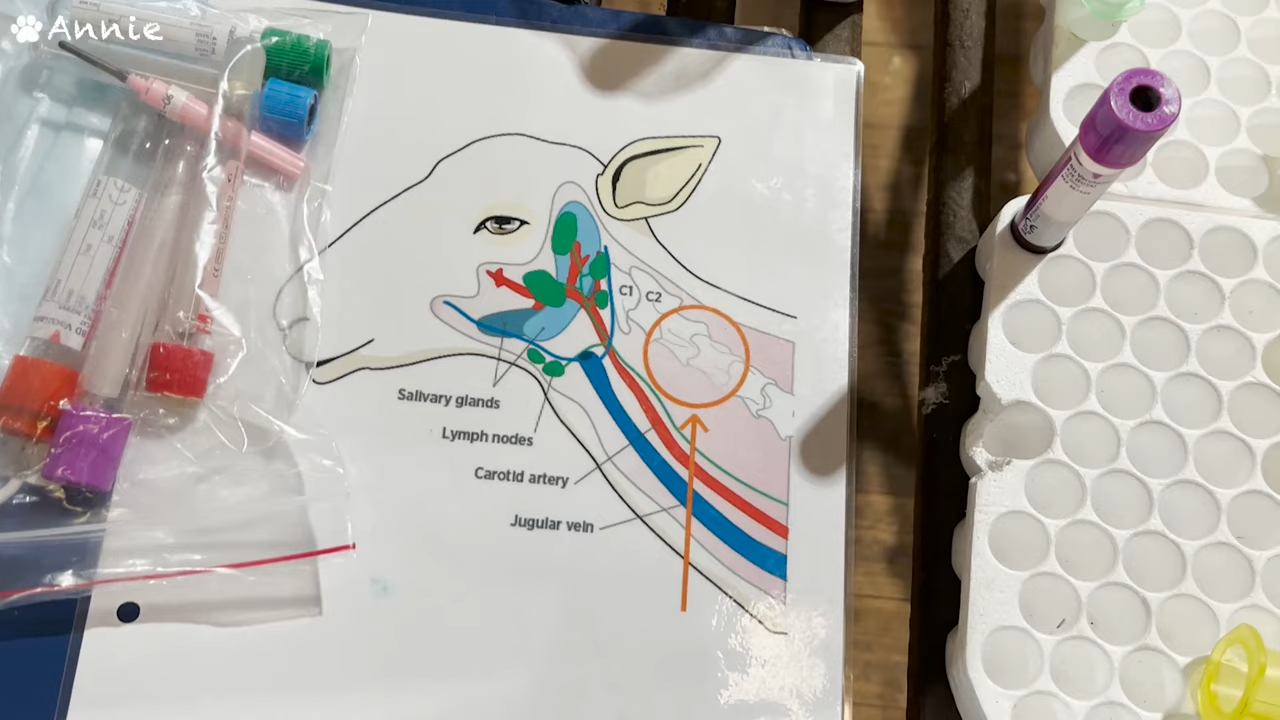 Annie
C1
C2
Salivary glands
Lymph nodes
Carotid artery
Jugular vein